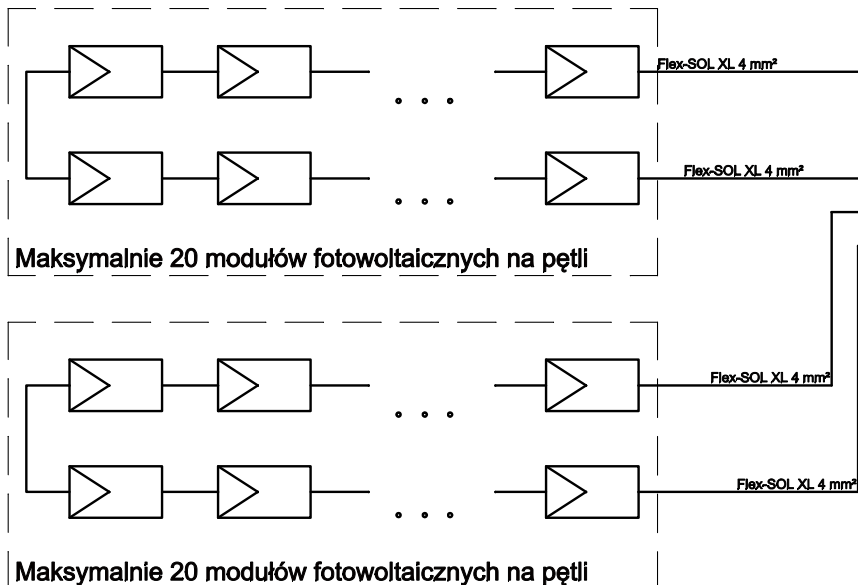 Flex-SOL XL 4 mm²
Flex-SOL XL 4 mm²
Maksymalnie 20 modułów fotowoltaicznych na pętli
Flex-SOL XL 4 mm²
Flex-SOL XL 4 mm²
Maksymalnie 20 modułów fotowoltaicznych na pętli